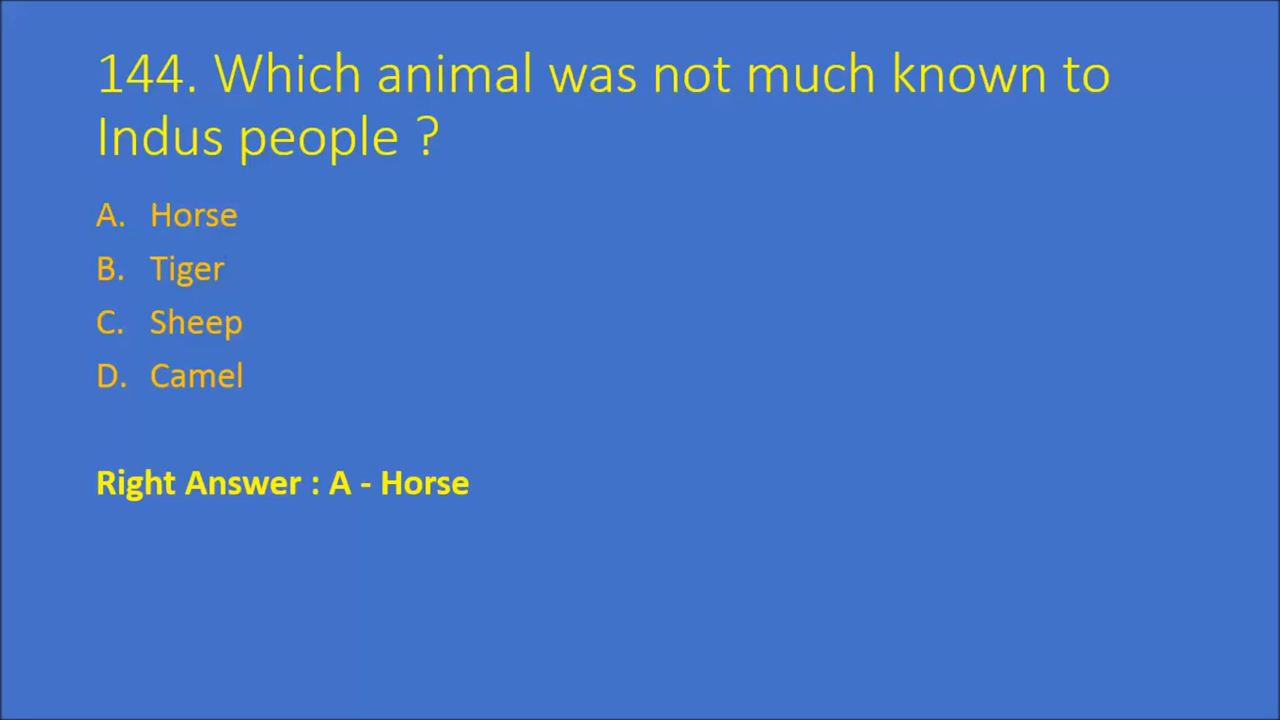 144. Which animal was not much known to
Indus people ?
A. Horse
B. Tiger
C. Sheep
D. Camel
Right Answer : A - Horse